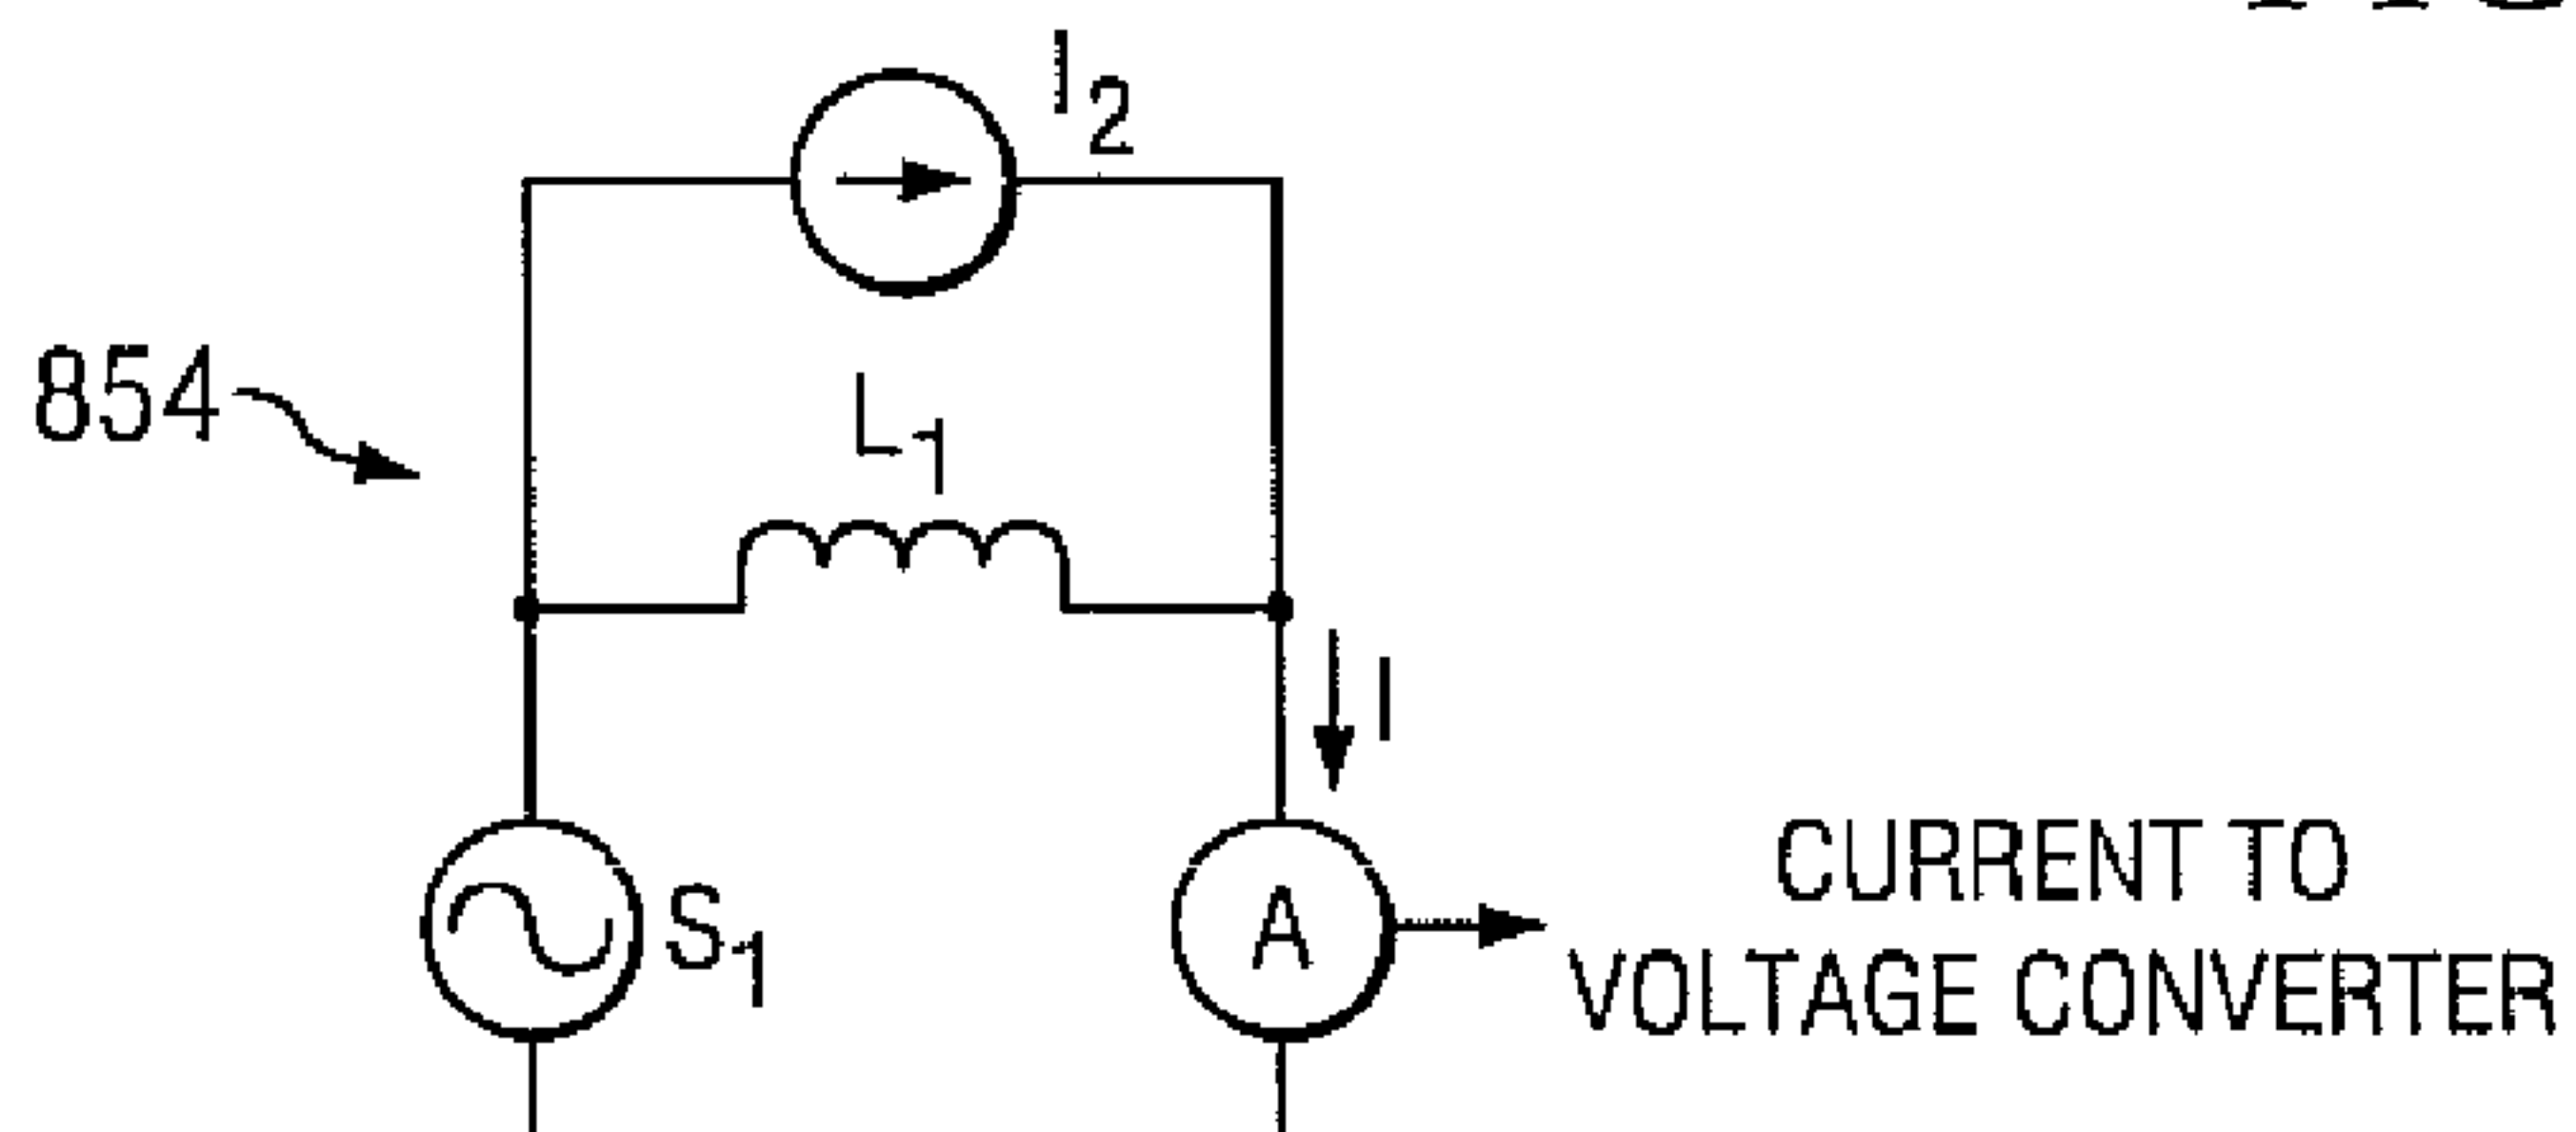 I2
854
L1
I
S1
A
CURRENT TO
VOLTAGE CONVERTER